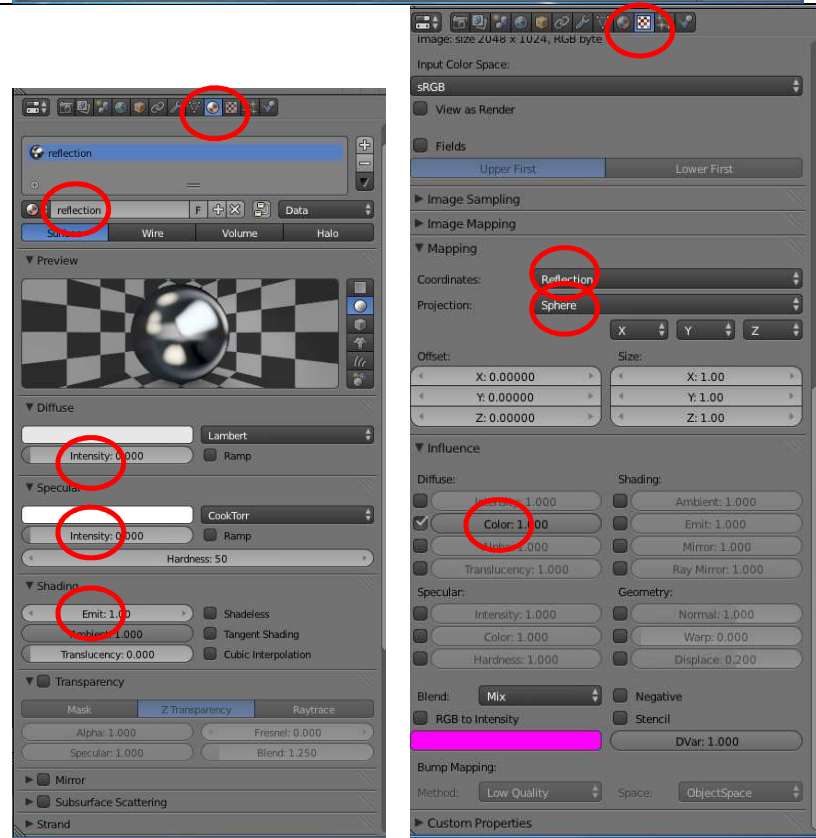 reflection
reflection F Data
Surface Wire Volume Halo
Preview
Diffuse
Lambert
Intensity: 0.000 Ramp
Specular
CookTorr
Intensity: 0.000 Ramp
Hardness: 50
Shading
Emit: 1.00 Shadeless
Ambient: 1.000 Tangent Shading
Translucency: 0.000 Cubic Interpolation
Transparency
Mask Z Transparency Raytrace
Alpha: 1.000 Fresnel: 0.000
Specular: 1.000 Blend: 1.250
Mirror
Subsurface Scattering
Strand
Image: size 2048 x 1024, RGB byte
Input Color Space:
sRGB
View as Render
Fields
Upper First Lower First
Image Sampling
Image Mapping
Mapping
Coordinates: Reflection
Projection: Sphere
X Y Z
Offset: Size:
X: 0.00000 X: 1.00
Y: 0.00000 Y: 1.00
Z: 0.00000 Z: 1.00
Influence
Diffuse: Shading:
Intensity: 1.000 Ambient: 1.000
Color: 1.000 Emit: 1.000
Alpha: 1.000 Mirror: 1.000
Translucency: 1.000 Ray Mirror: 1.000
Specular: Geometry:
Intensity: 1.000 Normal: 1.000
Color: 1.000 Warp: 0.000
Hardness: 1.000 Displace: 0.200
Blend: Mix Negative
RGB to Intensity Stencil
DVar: 1.000
Bump Mapping:
Method: Low Quality Space: ObjectSpace
Custom Properties